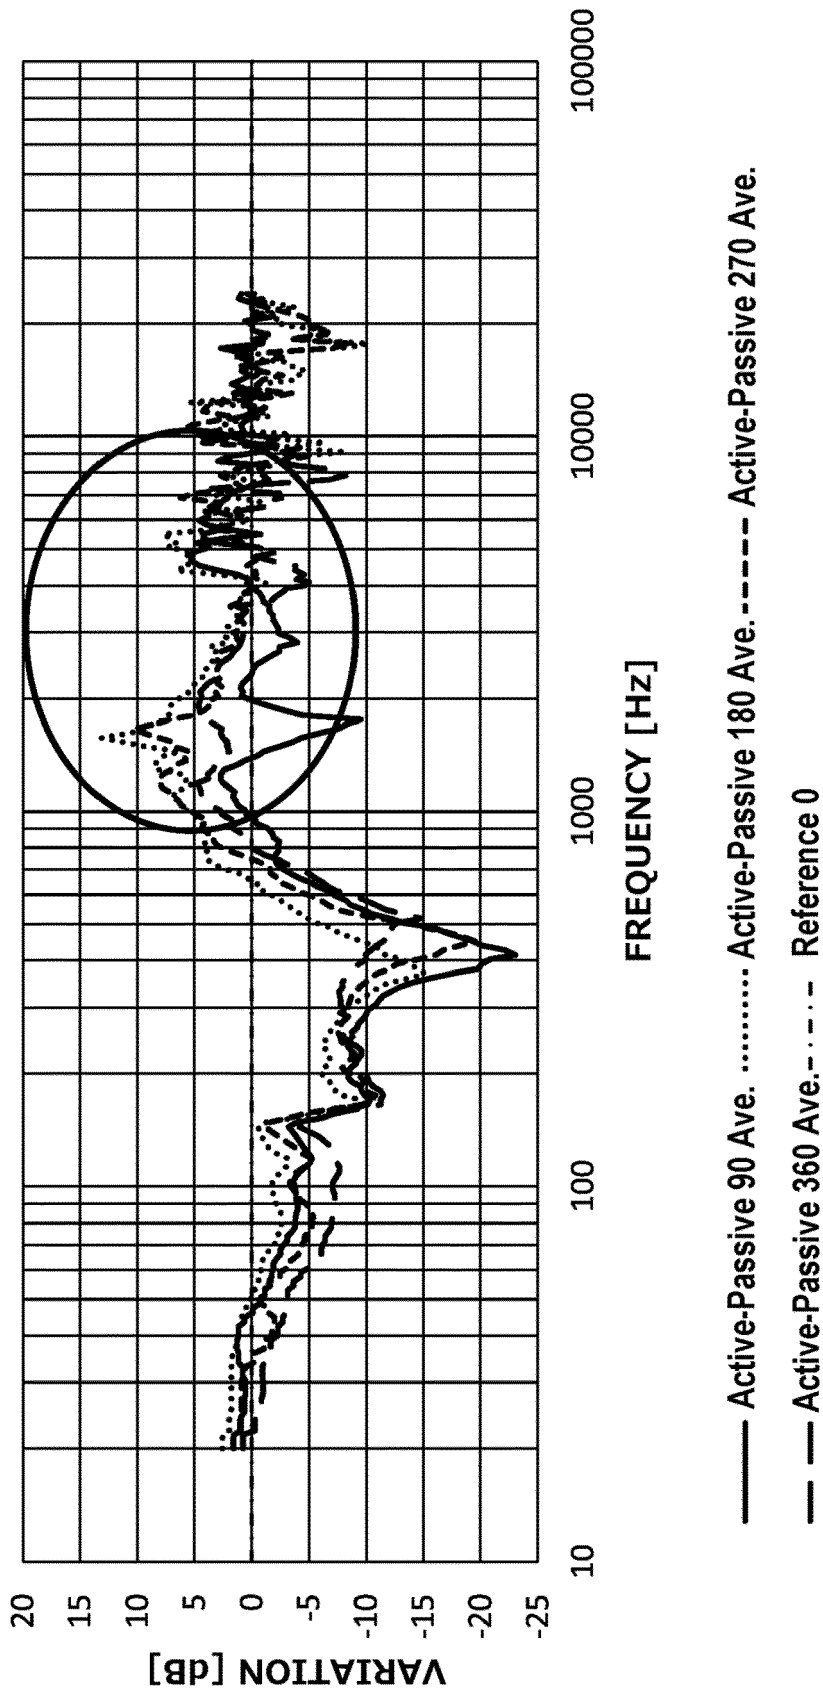 20
15
10
5
0
-5
-10
-15
-20
-25
VARIATION [dB]
10
100
1000
10000
100000
FREQUENCY [Hz]
Active-Passive 90 Ave.
Active-Passive 180 Ave.
Active-Passive 270 Ave.
Active-Passive 360 Ave.
Reference 0